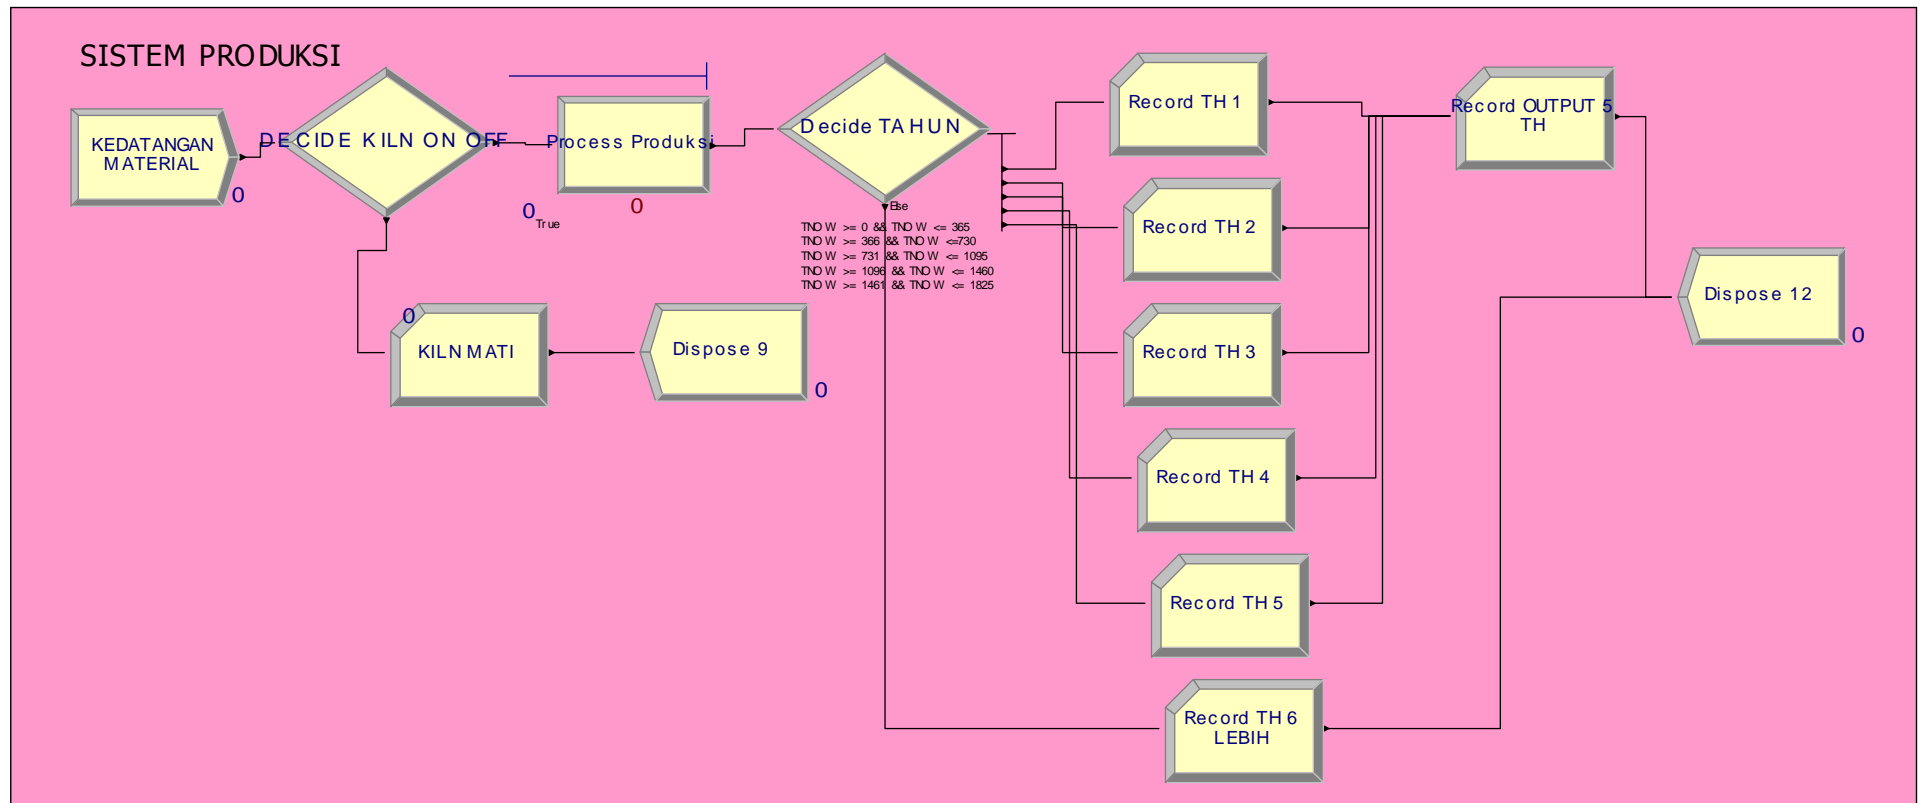 SISTEM PRODUKSI
KEDATANGAN
MATERIAL
0
DECIDE KILN ON OFF
0
True
Process Produksi
0
Decide TAHUN
Else
TNOW >= 0 && TNOW <= 365
TNOW >= 366 && TNOW <=730
TNOW >= 731 && TNOW <= 1095
TNOW >= 1096 && TNOW <= 1460
TNOW >= 1461 && TNOW <= 1825
0
KILN MATI
Dispose 9
0
Record TH 1
Record TH 2
Record TH 3
Record TH 4
Record TH 5
Record TH 6
LEBIH
Record OUTPUT 5
TH
Dispose 12
0